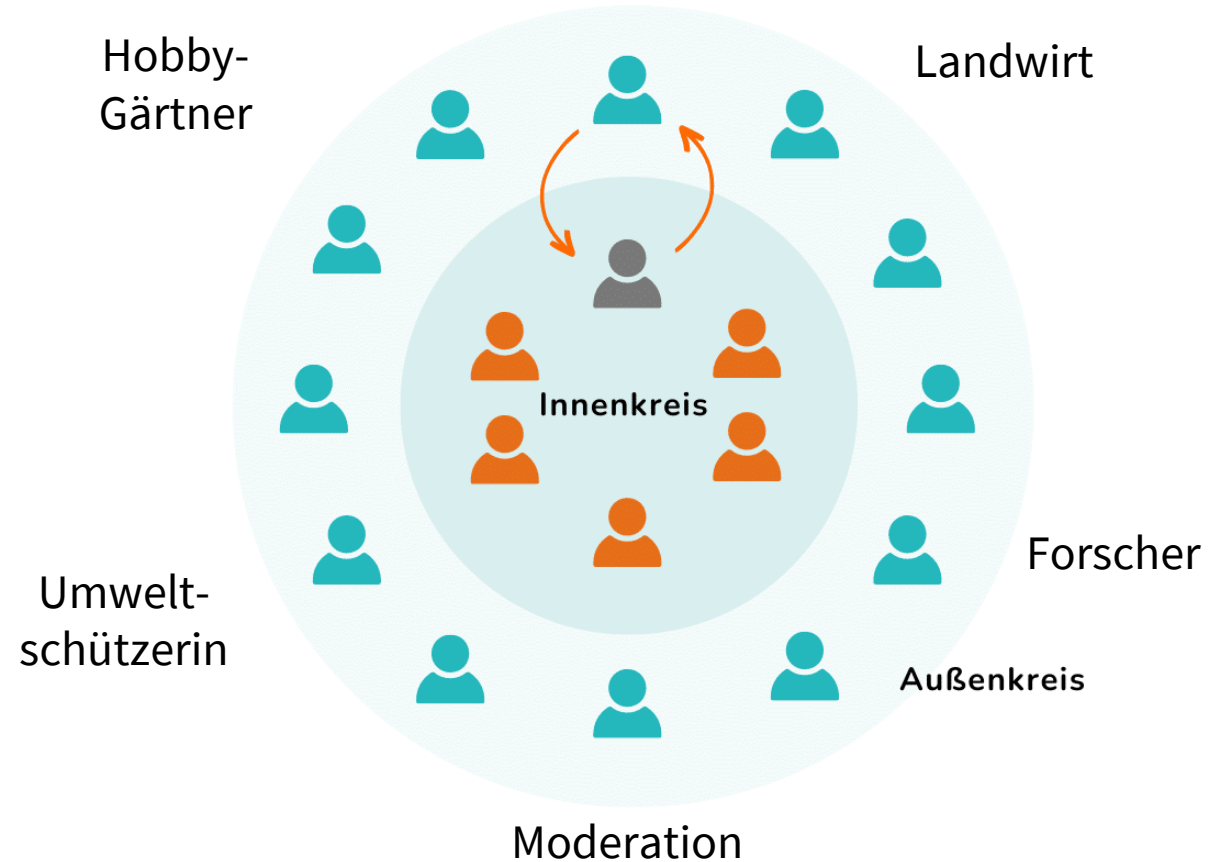 Hobby-
Gärtner
Landwirt
Innenkreis
Forscher
Umwelt-
schützerin
Außenkreis
Moderation